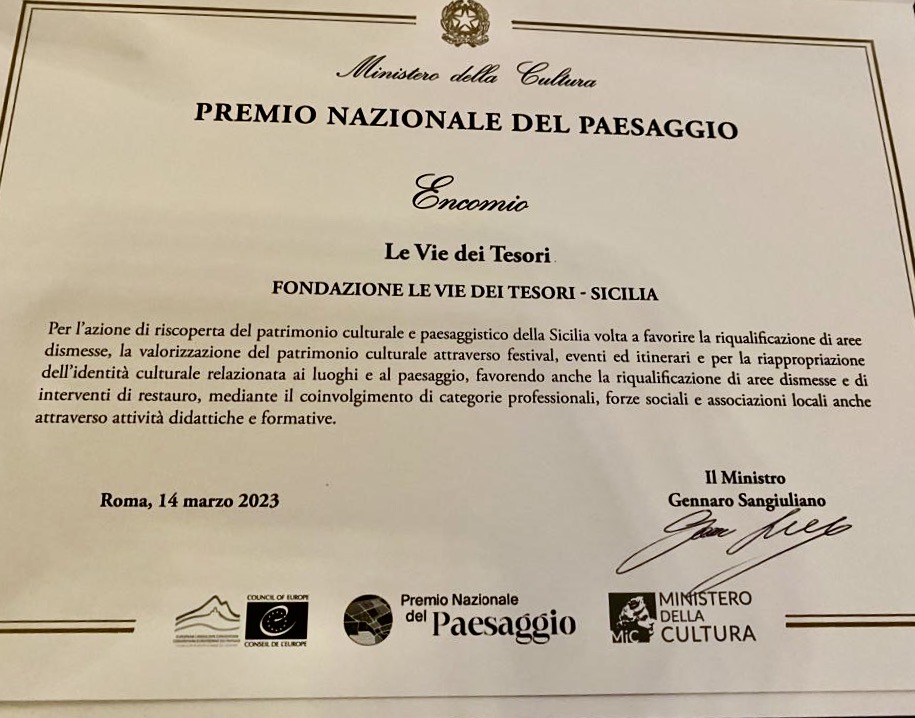 Ministero della Cultura
PREMIO NAZIONALE DEL PAESAGGIO
Encomio
Le Vie dei Tesori
FONDAZIONE LE VIE DEI TESORI - SICILIA
Per l'azione di riscoperta del patrimonio culturale e paesaggistico della Sicilia volta a favorire la riqualificazione di aree
dismesse, la valorizzazione del patrimonio culturale attraverso festival, eventi ed itinerari e per la riappropriazione
dell'identità culturale relazionata ai luoghi e al paesaggio, favorendo anche la riqualificazione di aree dismesse e di
interventi di restauro, mediante il coinvolgimento di categorie professionali, forze sociali e associazioni locali anche
attraverso attività didattiche e formative.
Roma, 14 marzo 2023
Il Ministro
Gennaro Sangiuliano
COUNCIL OF EUROPE
CONSEIL DE L'EUROPE
Premio Nazionale
del Paesaggio
MiC
MINISTERO
DELLA
CULTURA